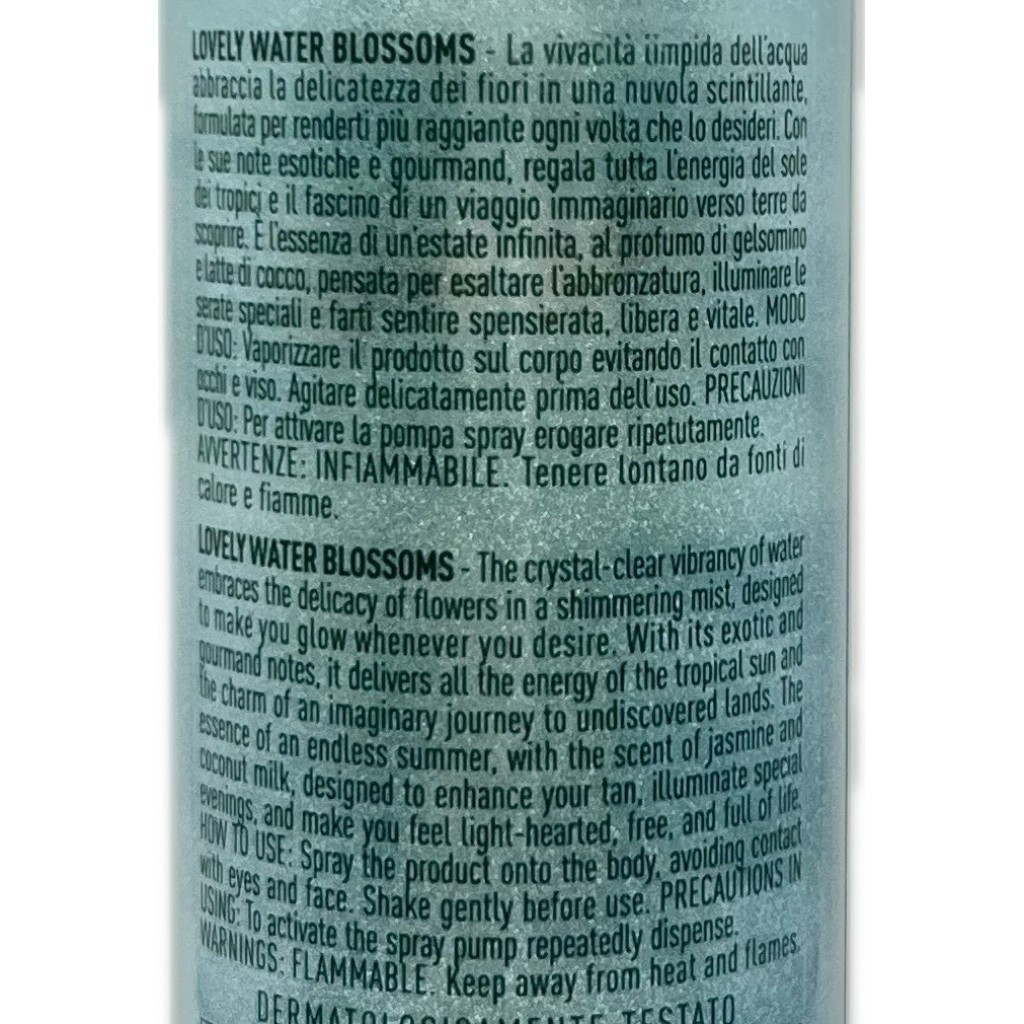 LOVELY WATER BLOSSOMS - La vivacità limpida dell'acqua
abbraccia la delicatezza dei fiori in una nuvola scintillante,
formulata per renderti più raggiante ogni volta che lo desideri. Con
le sue note esotiche e gourmand, regala tutta l'energia del sole
dei tropici e il fascino di un viaggio immaginario verso terre da
scoprire. È l'essenza di un'estate infinita, al profumo di gelsomino
e latte di cocco, pensata per esaltare l'abbronzatura, illuminare le
serate speciali e farti sentire spensierata, libera e vitale. MODO
D'USO: Vaporizzare il prodotto sul corpo evitando il contatto con
occhi e viso. Agitare delicatamente prima dell'uso. PRECAUZIONI
D'USO: Per attivare la pompa spray erogare ripetutamente.
AVVERTENZE: INFIAMMABILE. Tenere lontano da fonti di
calore e fiamme.
LOVELY WATER BLOSSOMS - The crystal-clear vibrancy of water
embraces the delicacy of flowers in a shimmering mist, designed
to make you glow whenever you desire. With its exotic and
gourmand notes, it delivers all the energy of the tropical sun and
the charm of an imaginary journey to undiscovered lands. The
essence of an endless summer, with the scent of jasmine and
coconut milk, designed to enhance your tan, illuminate special
evenings, and make you feel light-hearted, free, and full of life.
HOW TO USE: Spray the product onto the body, avoiding contact
with eyes and face. Shake gently before use. PRECAUTIONS IN
USING: To activate the spray pump repeatedly dispense.
WARNINGS: FLAMMABLE. Keep away from heat and flames.
DERMATOLOGICAMENTE TESTATO